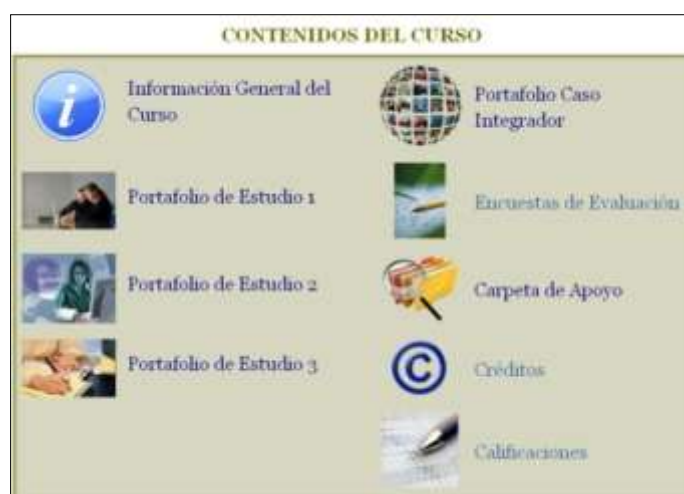 CONTENIDOS DEL CURSO
Información General del
Curso
Portafolio de Estudio 1
Portafolio de Estudio 2
Portafolio de Estudio 3
Portafolio Caso
Integrador
Encuestas de Evaluación
Carpeta de Apoyo
Créditos
Calificaciones